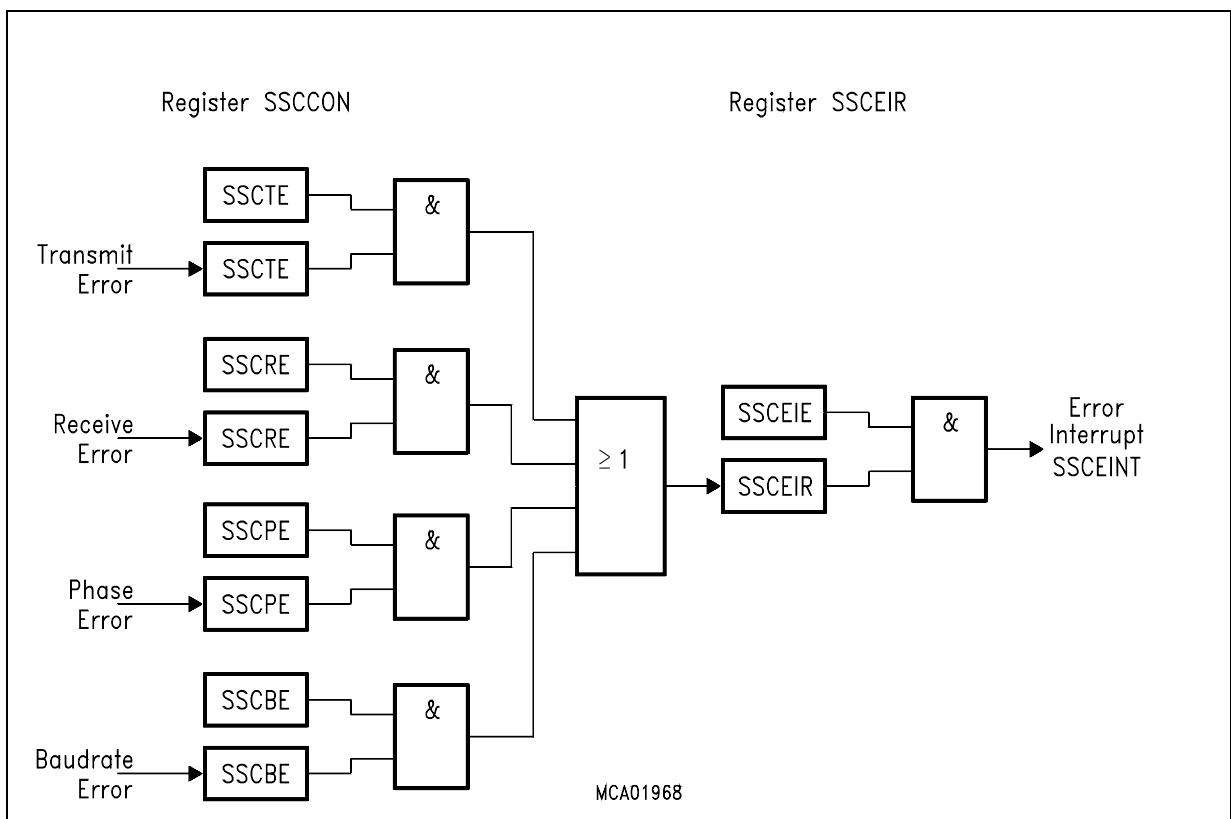 Register SSCCON
Register SSCEIR
SSCTE
&
Transmit
Error
SSCTE
SSCRE
&
Receive
Error
SSCRE
SSCPE
&
Phase
Error
SSCPE
SSCBE
&
Baudrate
Error
SSCBE
≥ 1
SSCEIE
SSCEIR
&
Error
Interrupt
SSCEINT
MCA01968